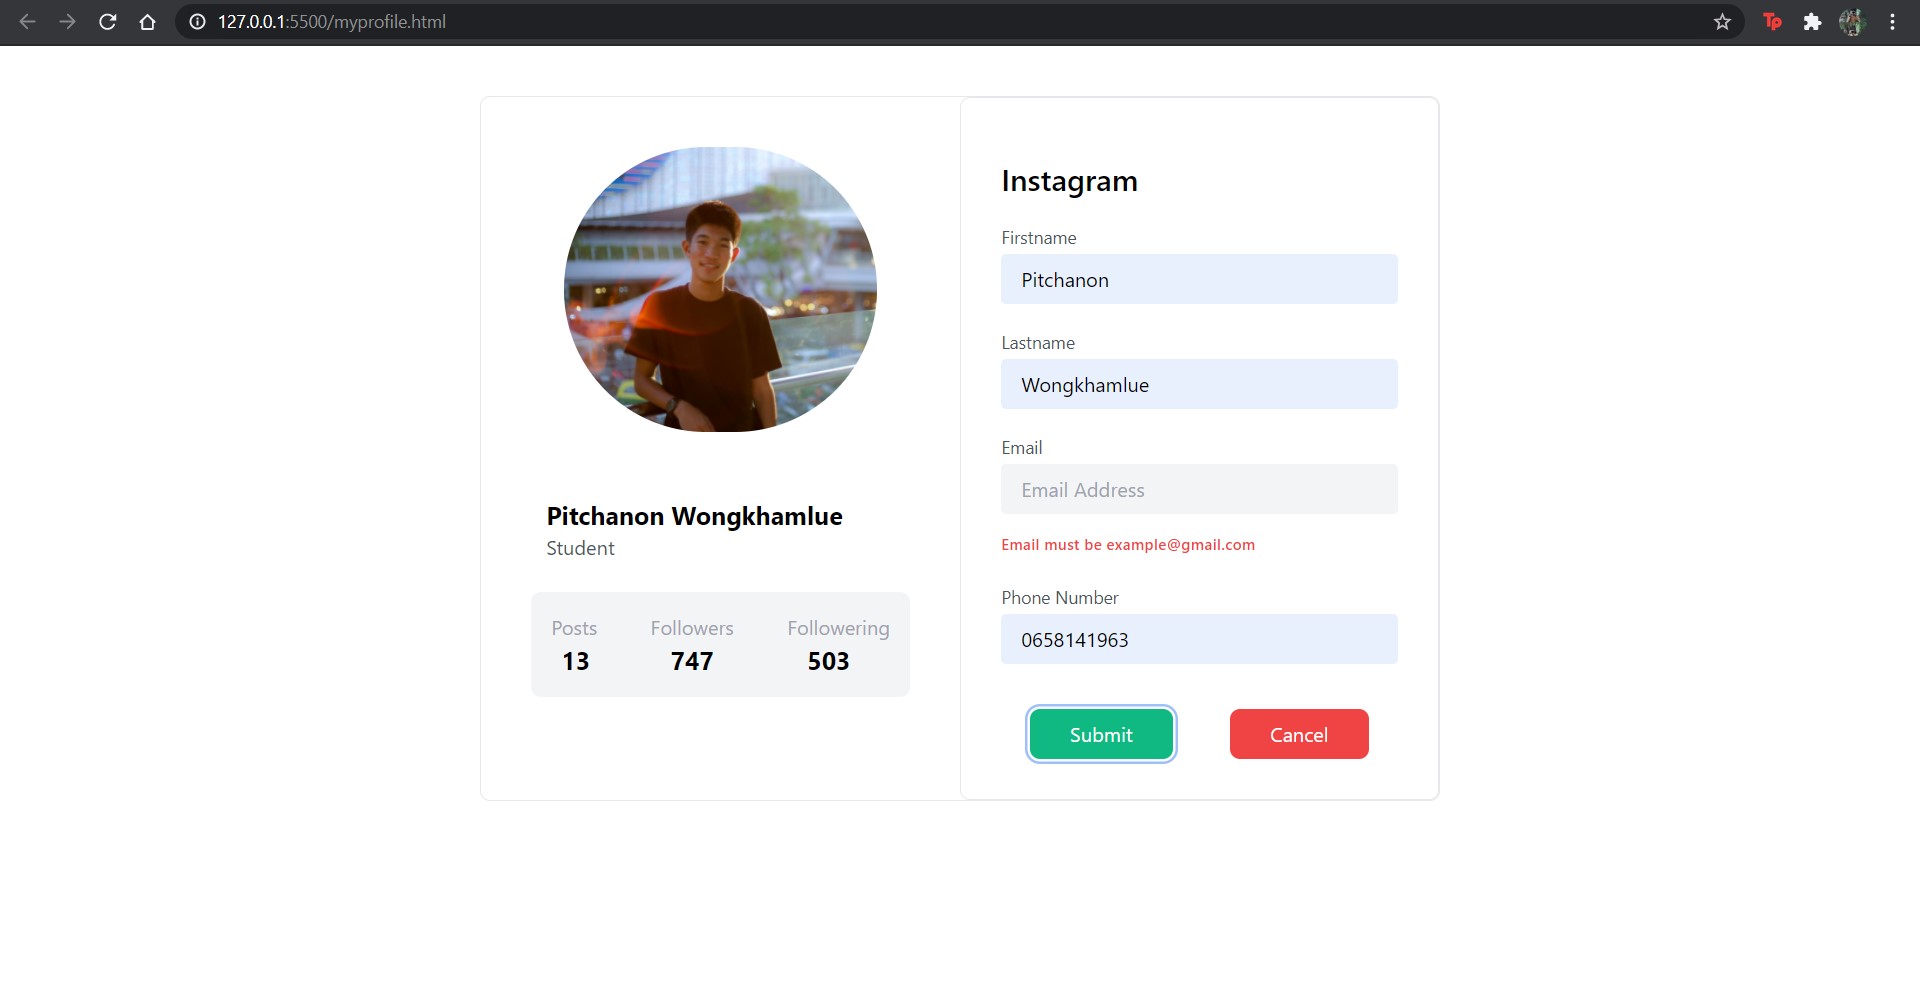 127.0.0.1:5500/myprofile.html
Tp
Pitchanon Wongkhamlue
Student
Posts Followers Followering
13 747 503
Instagram
Firstname
Pitchanon
Lastname
Wongkhamlue
Email
Email Address
Email must be example@gmail.com
Phone Number
0658141963
Submit Cancel